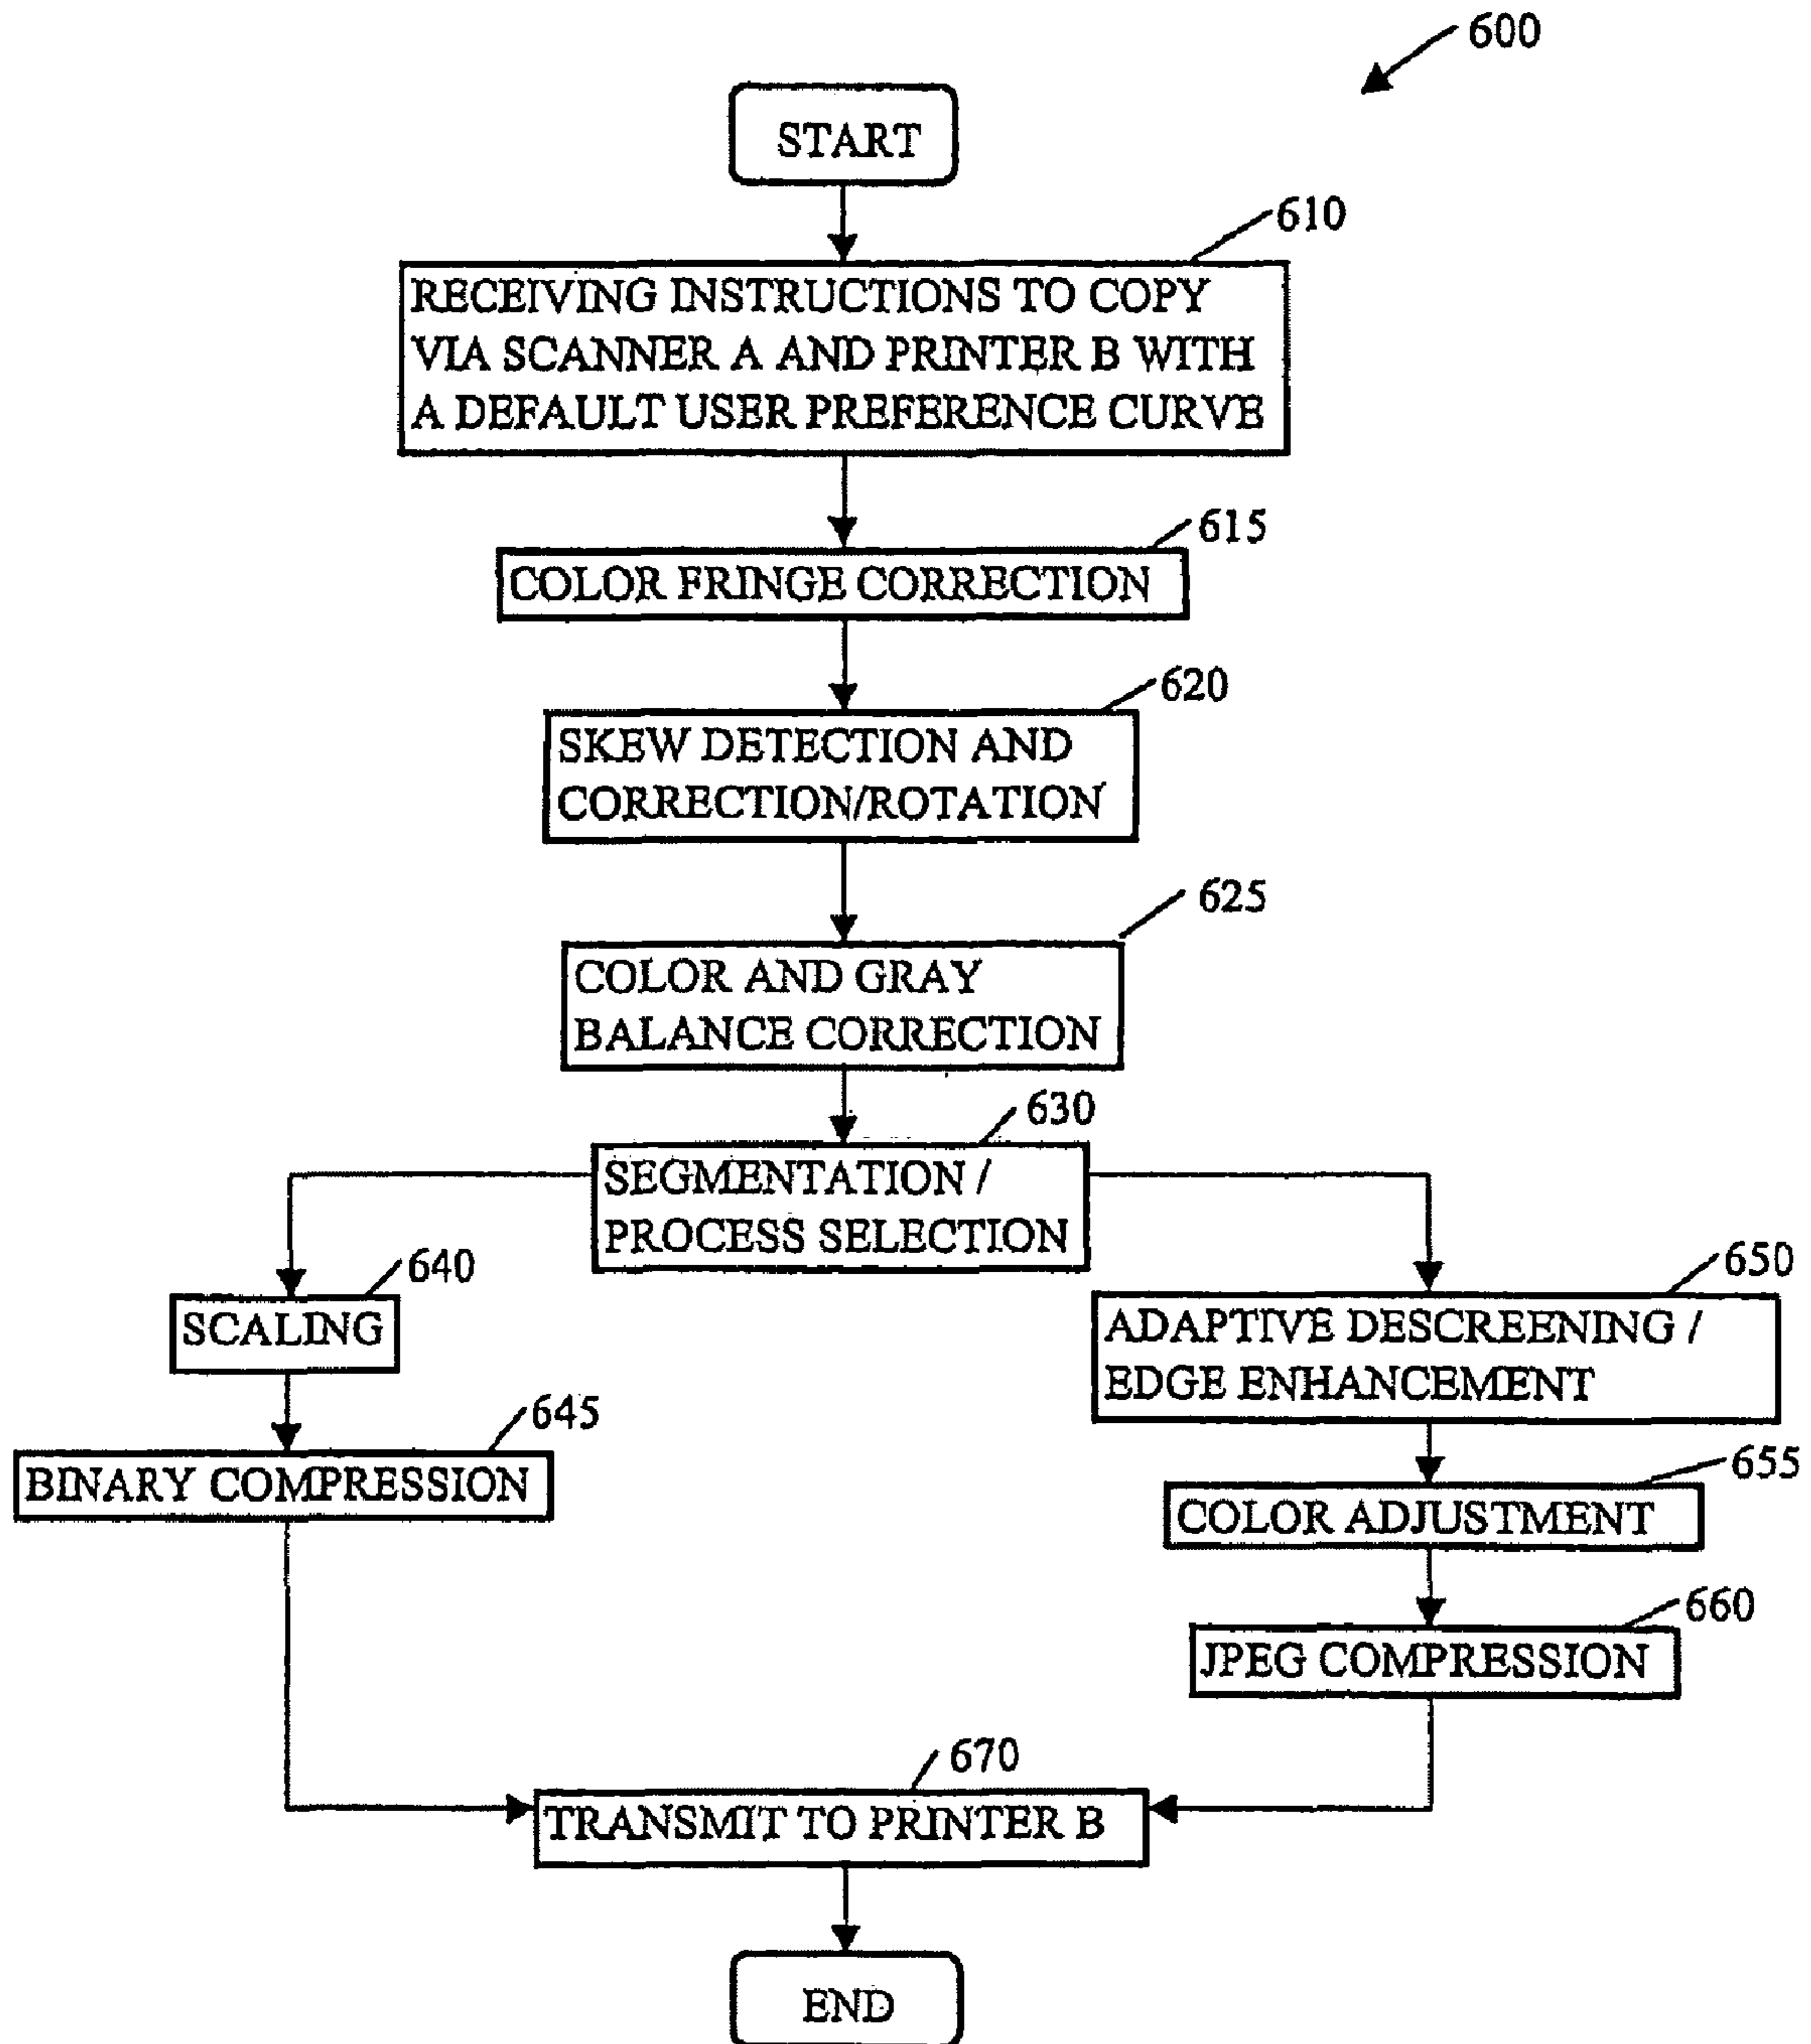 600
START
610
RECEIVING INSTRUCTIONS TO COPY
VIA SCANNER A AND PRINTER B WITH
A DEFAULT USER PREFERENCE CURVE
615
COLOR FRINGE CORRECTION
620
SKEW DETECTION AND
CORRECTION/ROTATION
625
COLOR AND GRAY
BALANCE CORRECTION
630
SEGMENTATION /
PROCESS SELECTION
640
SCALING
645
BINARY COMPRESSION
650
ADAPTIVE DESCREENING /
EDGE ENHANCEMENT
655
COLOR ADJUSTMENT
660
JPEG COMPRESSION
670
TRANSMIT TO PRINTER B
END